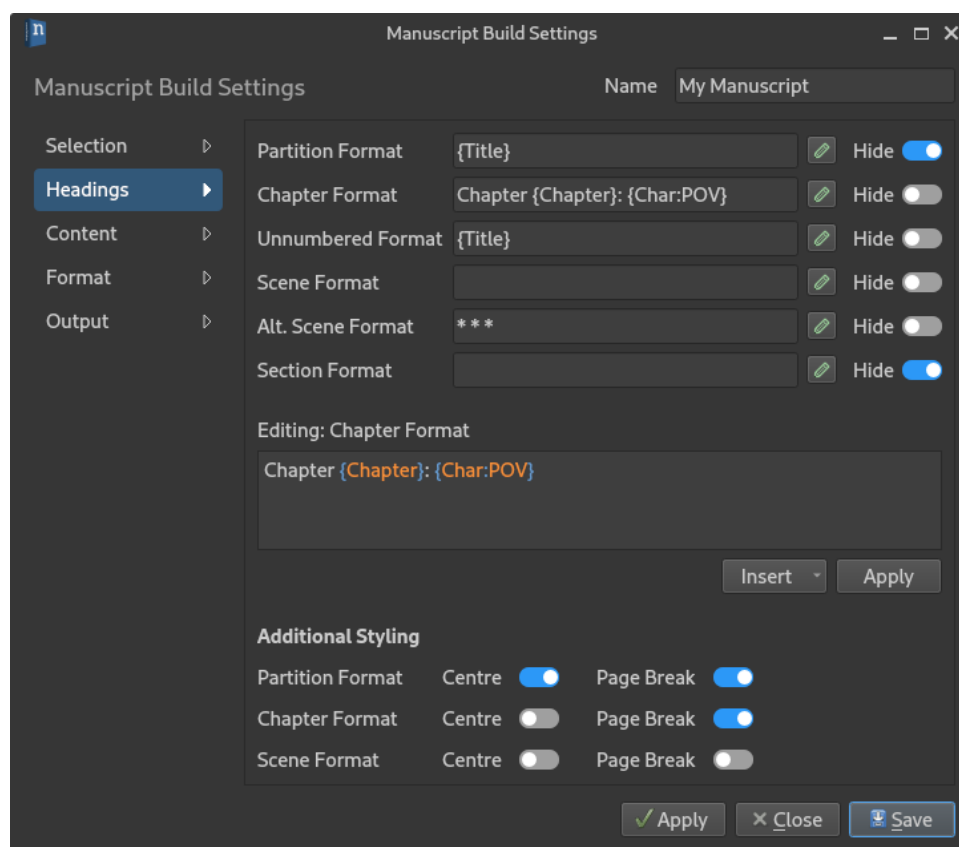 n
Manuscript Build Settings
Manuscript Build Settings
Name My Manuscript
Selection
Headings
Content
Format
Output
Partition Format {Title} Hide
Chapter Format Chapter {Chapter}: {Char:POV} Hide
Unnumbered Format {Title} Hide
Scene Format Hide
Alt. Scene Format * * * Hide
Section Format Hide
Editing: Chapter Format
Chapter {Chapter}: {Char:POV}
Insert Apply
Additional Styling
Partition Format Centre Page Break
Chapter Format Centre Page Break
Scene Format Centre Page Break
Apply Close Save